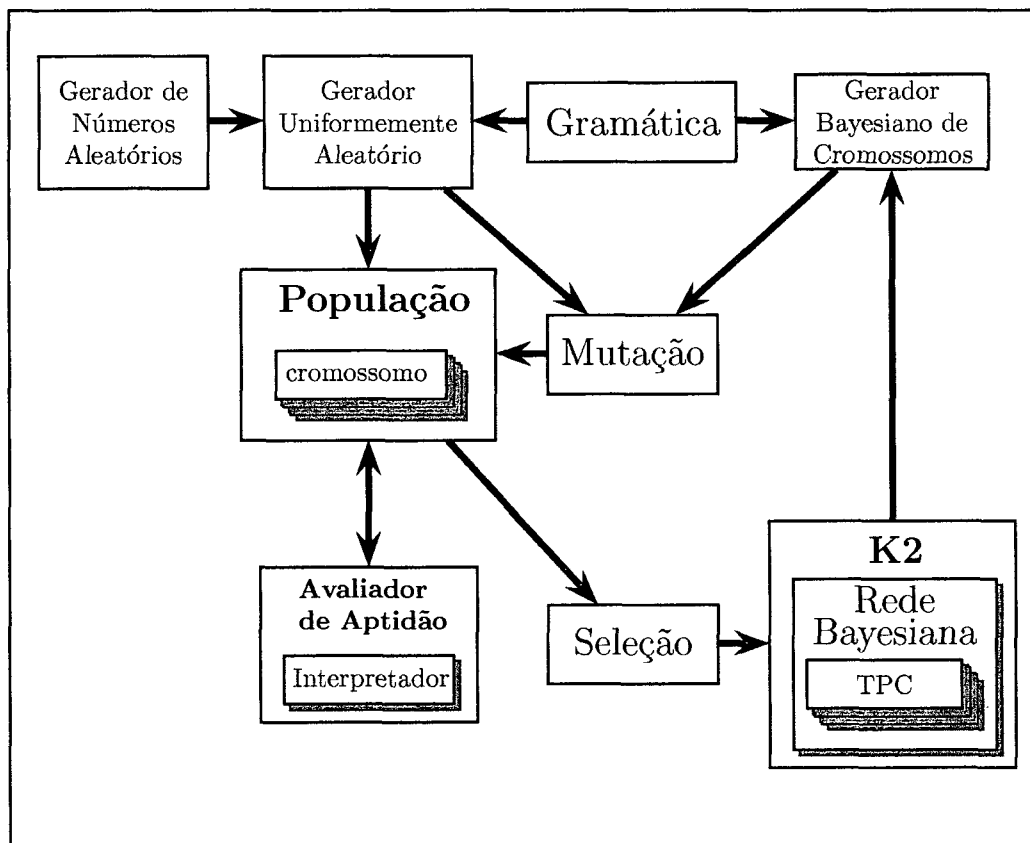 Gerador de
Números
Aleatórios
Gerador
Uniformemente
Aleatório
Gramática
Gerador
Bayesiano de
Cromossomos
População
cromossomo
Mutação
Avaliador
de Aptidão
Interpretador
Seleção
K2
Rede
Bayesiana
TPC